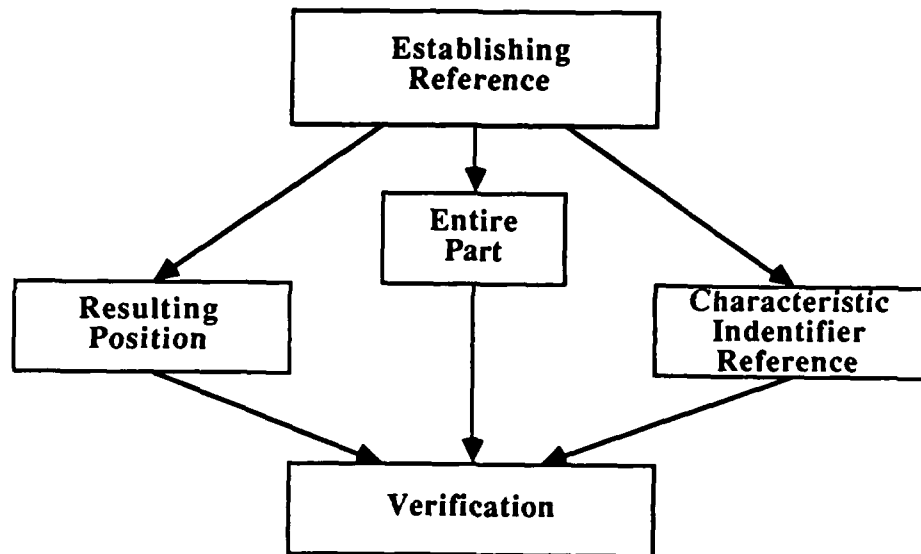 Establishing
Reference
Entire
Part
Resulting
Position
Characteristic
Indentifier
Reference
Verification